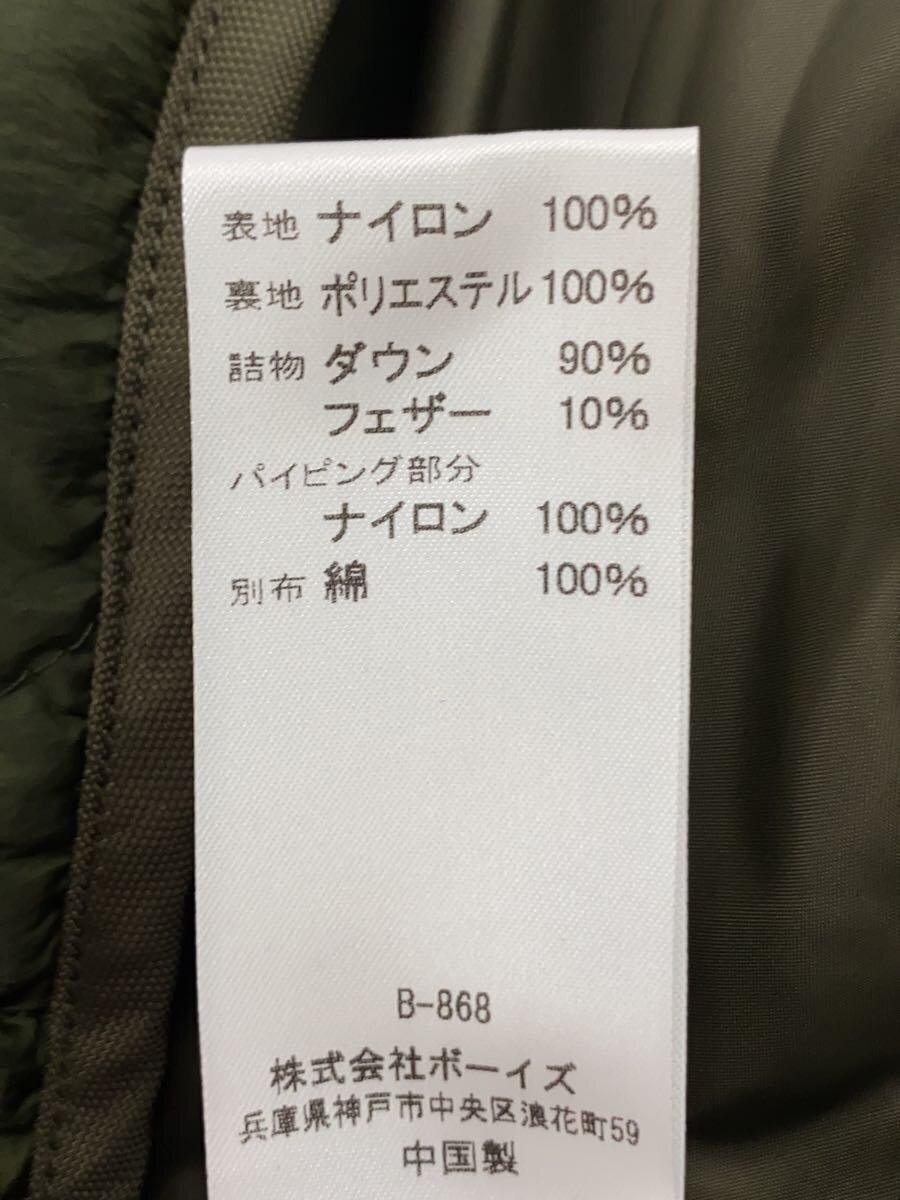 表地 ナイロン 100%
裏地 ポリエステル 100%
詰物 ダウン 90%
フェザー 10%
パイピング部分
ナイロン 100%
別布 綿 100%
B-868
株式会社ボーイズ
兵庫県神戸市中央区浪花町59
中国製